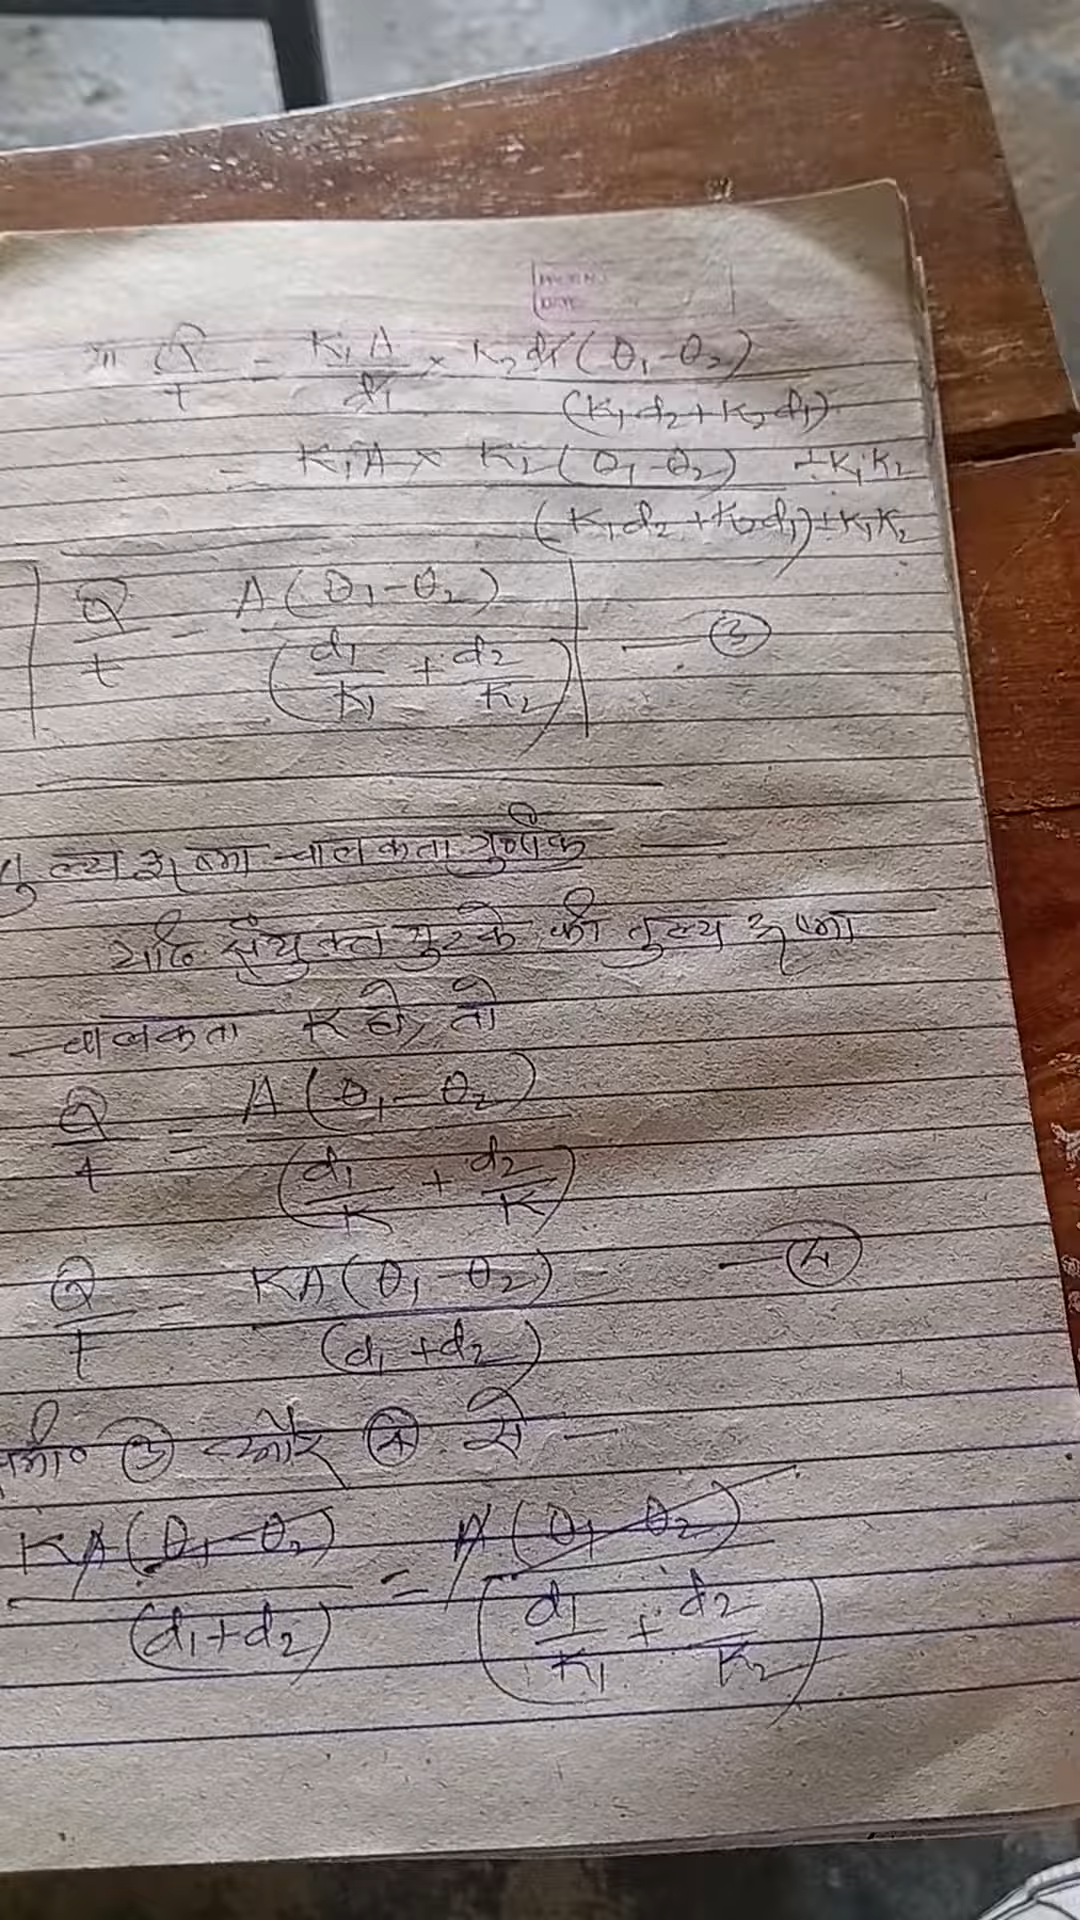 या Q/t = K₁A/d₁ × K₂d₁(θ₁-θ₂)/(K₁d₂+K₂d₁)
= K₁A × K₂(θ₁-θ₂) ÷K₁K₂/(K₁d₂+K₂d₁)÷K₁K₂
Q/t = A(θ₁-θ₂)/(d₁/K₁ + d₂/K₂) — ③
तुल्य ऊष्मा चालकता गुणांक —
यदि संयुक्त गुटके की तुल्य ऊष्मा
चालकता K हो, तो
Q/t = A(θ₁-θ₂)/(d₁/K + d₂/K)
Q/t = KA(θ₁-θ₂)/(d₁+d₂) — ④
समी० ③ और ④ से —
KA(θ₁-θ₂)/(d₁+d₂) = A(θ₁-θ₂)/(d₁/K₁ + d₂/K₂)